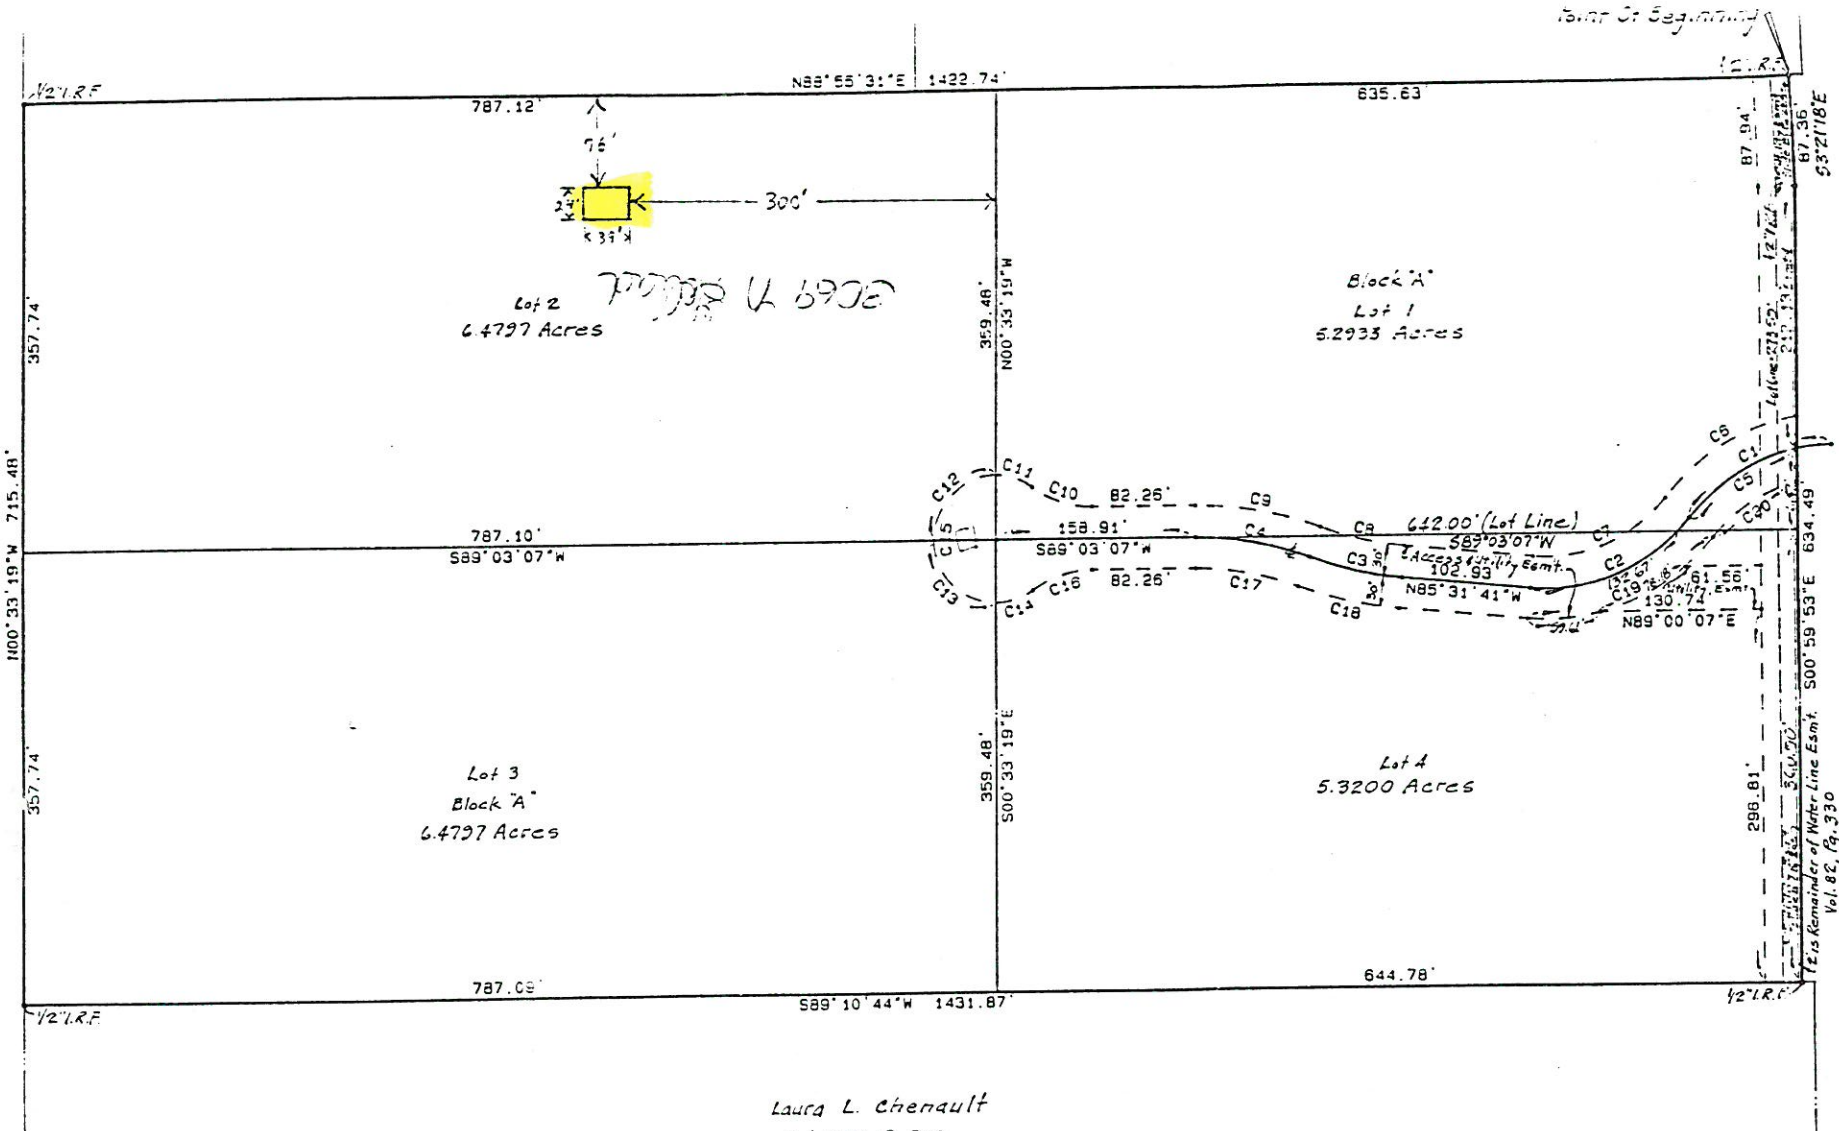 Point Of Beginning
1/2" I.R.F.
N89°55'31"E 1422.74'
787.12'
635.63'
87.94'
87.36'
S3°21'18"E
76'
300'
39'
3069 N
Lot 2
6.4797 Acres
Block "A"
Lot 1
5.2933 Acres
357.74'
359.48'
N00°33'19"W
N00°33'19"W 715.48'
C12
C11
C10
82.26'
C9
C8
642.00' (Lot Line)
S89°03'07"W
C7
C6
C1
C5
C20
787.10'
S89°03'07"W
C15
158.91'
S89°03'07"W
C4
C3
30'
Access & Utility Esm't.
102.93'
N85°31'41"W
C2
C13
C14
C16
82.26'
C17
C18
30'
C19
61.56'
130.74'
N89°00'07"E
634.49'
S00°59'53"E
357.74'
359.48'
S00°33'19"E
Lot 3
Block "A"
6.4797 Acres
Lot 4
5.3200 Acres
298.81'
12' is Remainder of Water Line Esm't.
Vol. 82, Pg. 330
787.09'
644.78'
S89°10'44"W 1431.87'
1/2" I.R.F.
1/2" I.R.F.
Laura L. Chenault